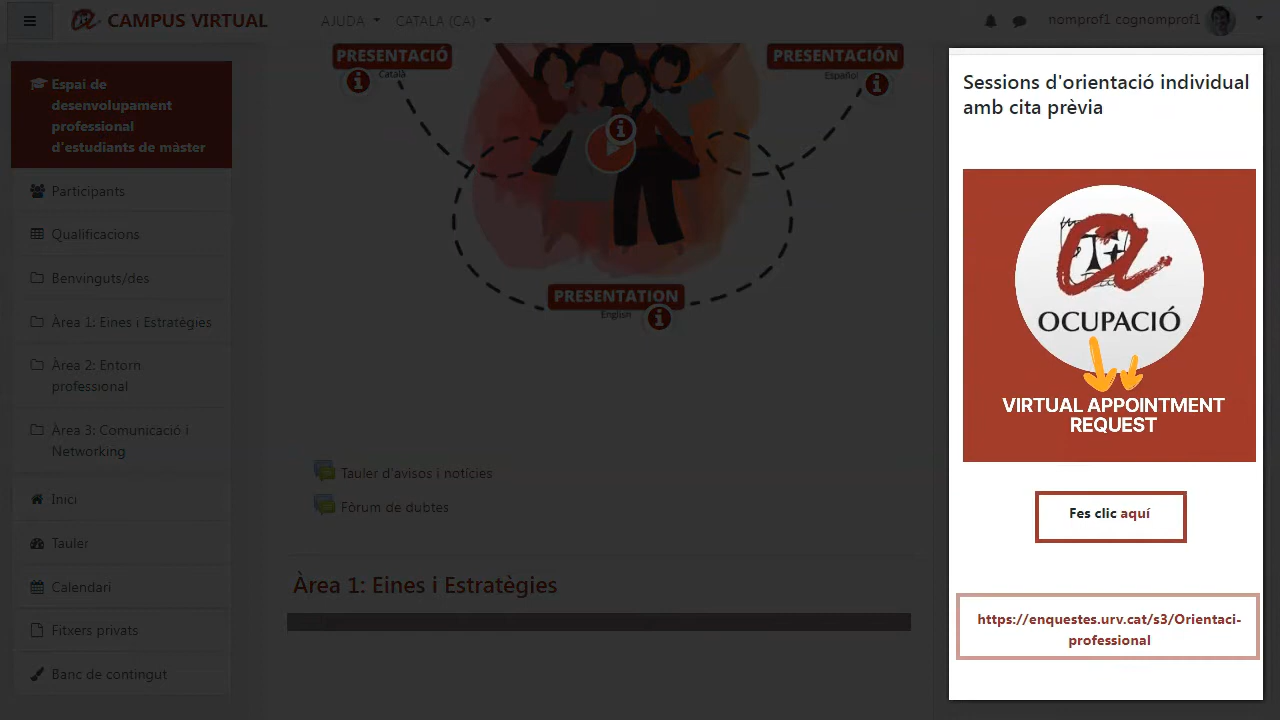 CAMPUS VIRTUAL
AJUDA
CATALÀ (CA)
nomprof1 cognomprof1
Espai de
desenvolupament
professional
d'estudiants de màster
Participants
Qualificacions
Benvinguts/des
Àrea 1: Eines i Estratègies
Àrea 2: Entorn
professional
Àrea 3: Comunicació i
Networking
Inici
Tauler
Calendari
Fitxers privats
Banc de contingut
PRESENTACIÓ
Català
PRESENTACIÓN
Español
PRESENTATION
English
Tauler d'avisos i notícies
Fòrum de dubtes
Àrea 1: Eines i Estratègies
Sessions d'orientació individual
amb cita prèvia
OCUPACIÓ
VIRTUAL APPOINTMENT
REQUEST
Fes clic aquí
https://enquestes.urv.cat/s3/Orientaci-
professional